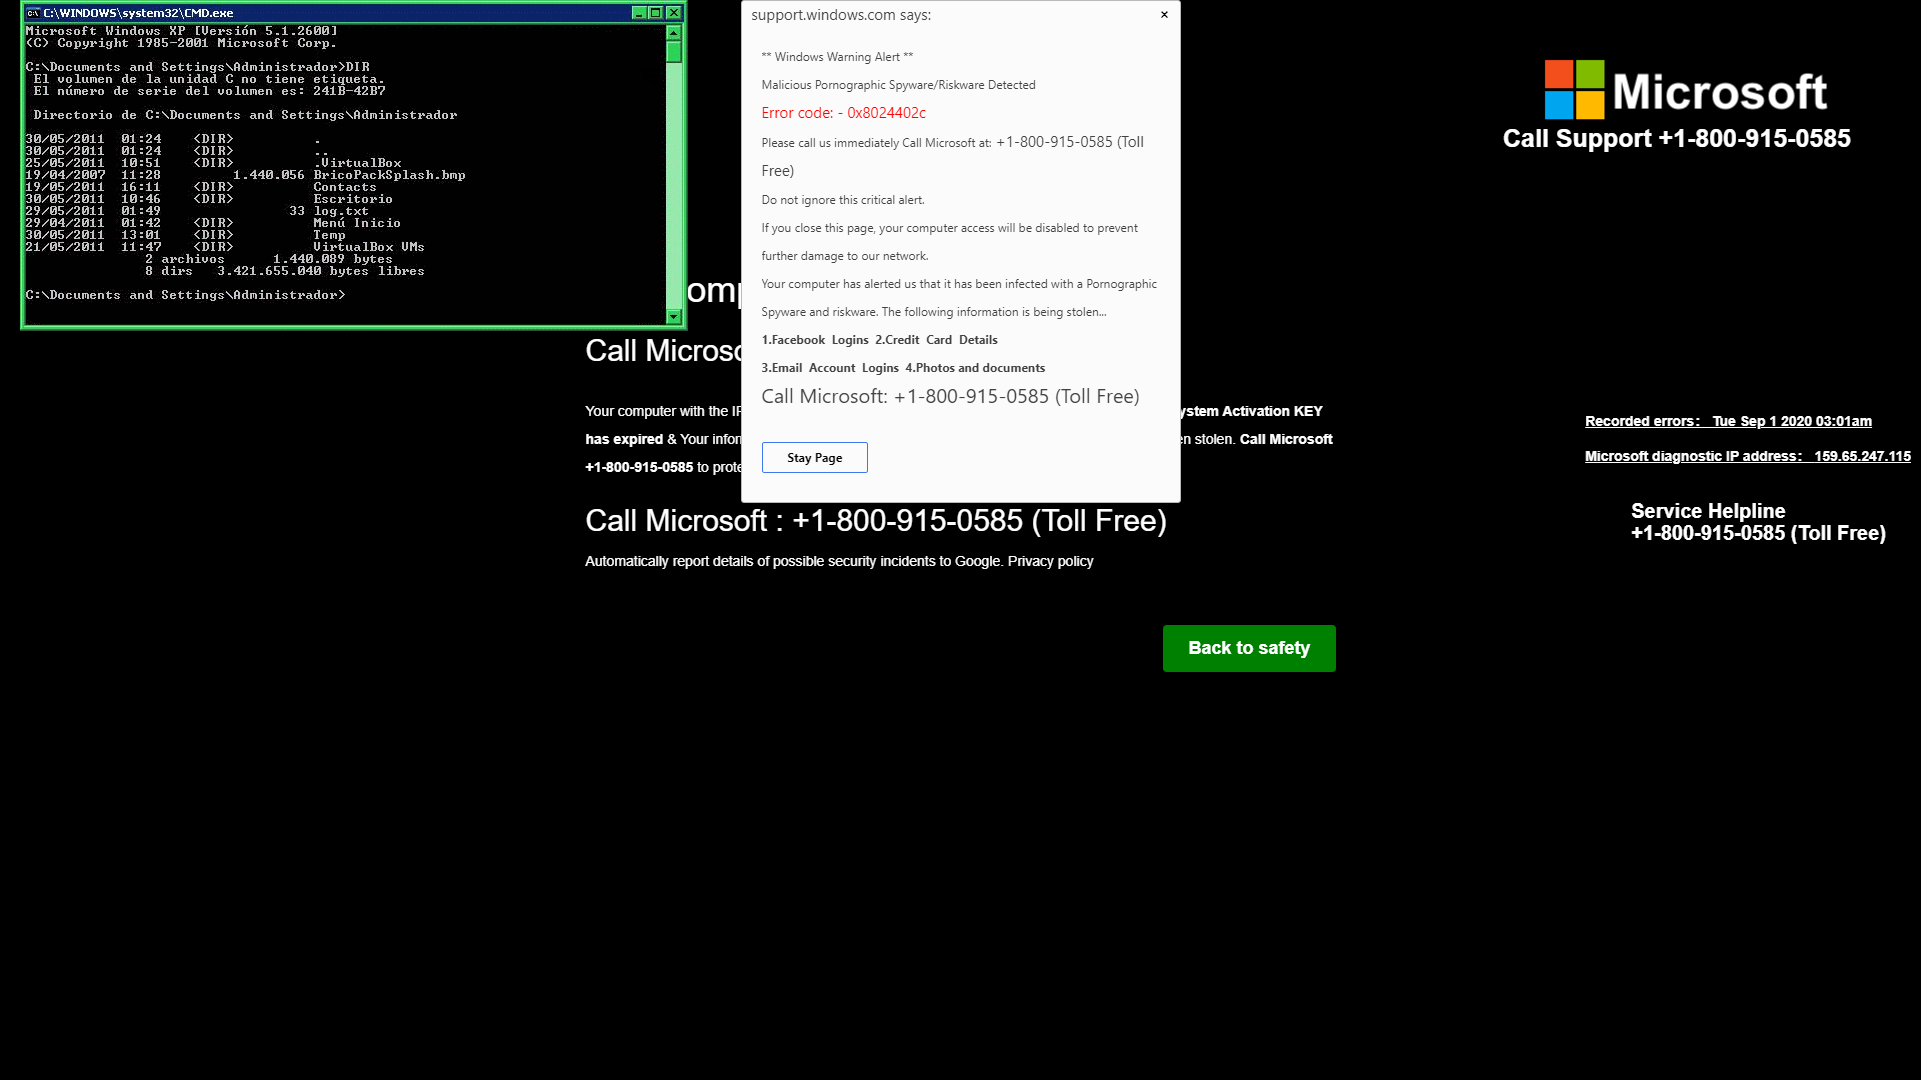 C:\WINDOWS\system32\CMD.exe
Microsoft Windows XP [Versión 5.1.2600]
(C) Copyright 1985-2001 Microsoft Corp.
C:\Documents and Settings\Administrador>DIR
El volumen de la unidad C no tiene etiqueta.
El número de serie del volumen es: 241B-42B7
Directorio de C:\Documents and Settings\Administrador
30/05/2011 01:24 <DIR> .
30/05/2011 01:24 <DIR> ..
25/05/2011 10:51 <DIR> .VirtualBox
19/04/2007 11:28 1.440.056 BricoPackSplash.bmp
19/05/2011 16:11 <DIR> Contacts
30/05/2011 10:46 <DIR> Escritorio
29/05/2011 01:49 33 log.txt
29/04/2011 01:42 <DIR> Menú Inicio
30/05/2011 13:01 <DIR> Temp
21/05/2011 11:47 <DIR> VirtualBox VMs
2 archivos 1.440.089 bytes
8 dirs 3.421.655.040 bytes libres
C:\Documents and Settings\Administrador>
support.windows.com says:
** Windows Warning Alert **
Malicious Pornographic Spyware/Riskware Detected
Error code: - 0x8024402c
Please call us immediately Call Microsoft at: +1-800-915-0585 (Toll
Free)
Do not ignore this critical alert.
If you close this page, your computer access will be disabled to prevent
further damage to our network.
Your computer has alerted us that it has been infected with a Pornographic
Spyware and riskware. The following information is being stolen...
1.Facebook Logins 2.Credit Card Details
3.Email Account Logins 4.Photos and documents
Call Microsoft: +1-800-915-0585 (Toll Free)
Stay Page
Microsoft
Call Support +1-800-915-0585
Call
Your computer with the ystem Activation KEY
has expired & Your en stolen. Call Microsoft
+1-800-915-0585 to
Call Microsoft : +1-800-915-0585 (Toll Free)
Automatically report details of possible security incidents to Google. Privacy policy
Back to safety
Recorded errors: Tue Sep 1 2020 03:01am
Microsoft diagnostic IP address: 159.65.247.115
Service Helpline
+1-800-915-0585 (Toll Free)